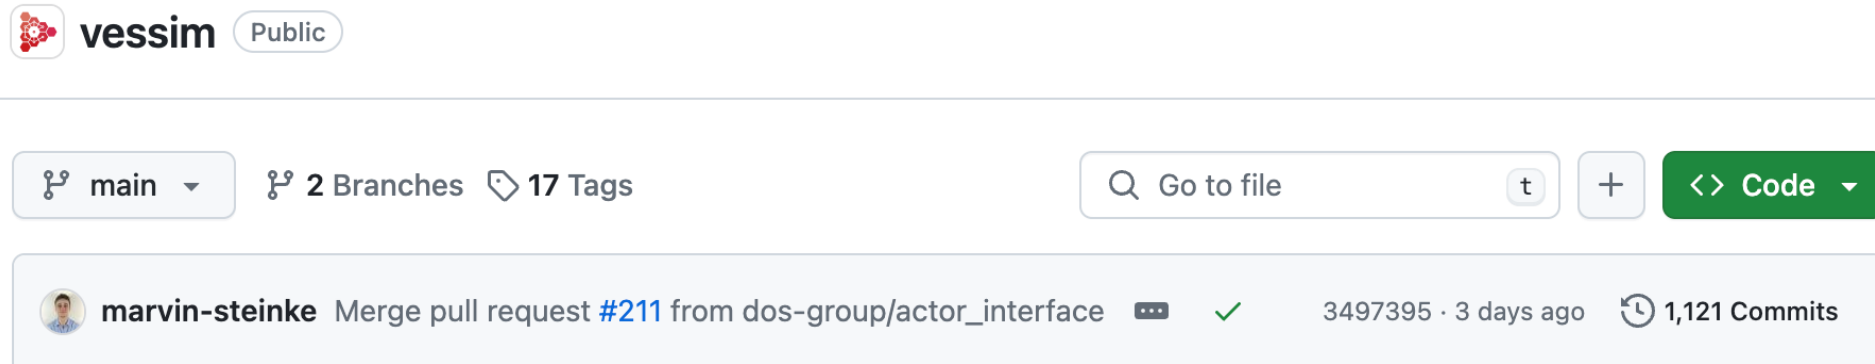 vessim Public
main 2 Branches 17 Tags Go to file t + <> Code
marvin-steinke Merge pull request #211 from dos-group/actor_interface 3497395 · 3 days ago 1,121 Commits